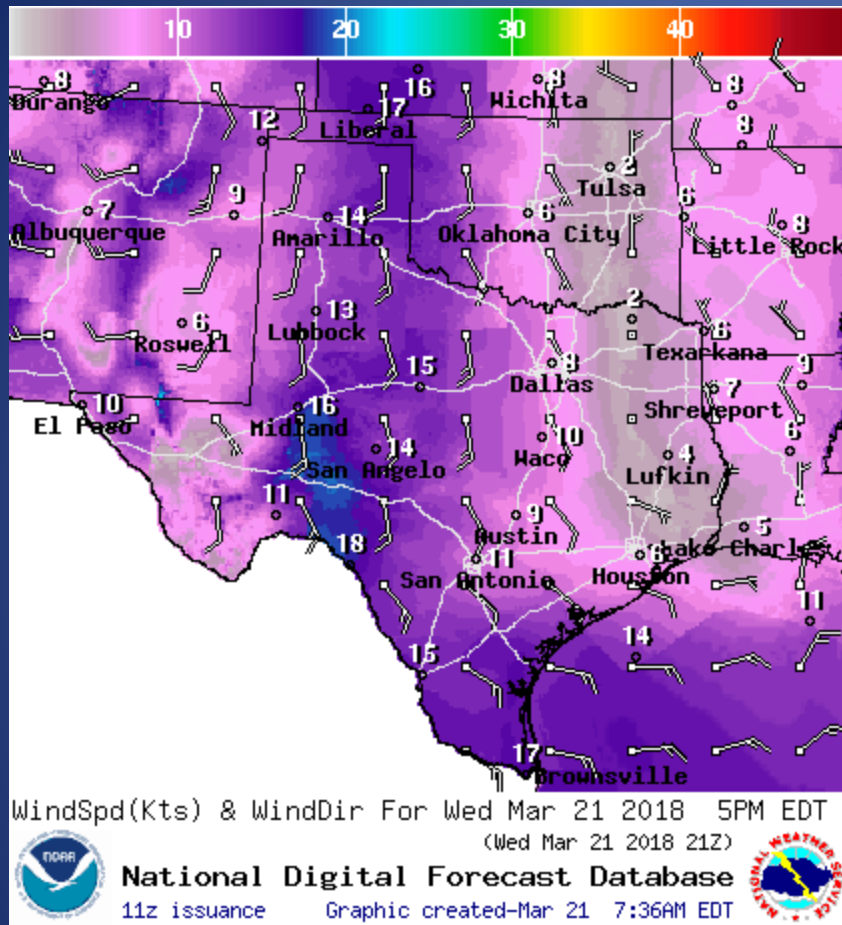 10 20 30 40
8 16 8 8
Durango 17 Wichita
Liberal
12 8
2
Tulsa
7 9 14 6 6 8
Albuquerque Amarillo Oklahoma City Little Rock
13 2
6 Lubbock 6
Roswell Texarkana
15 8 9
Dallas 7
10 16 Shreveport
El Paso Midland 10 6
14 Waco 4
San Angelo Lufkin
11 9 5
Austin Lake Charles
18 11 6
San Antonio Houston
11
14
15
17
Brownsville
WindSpd(Kts) & WindDir For Wed Mar 21 2018 5PM EDT
(Wed Mar 21 2018 21Z)
NOAA
National Digital Forecast Database
11z issuance Graphic created-Mar 21 7:36AM EDT
NATIONAL WEATHER SERVICE